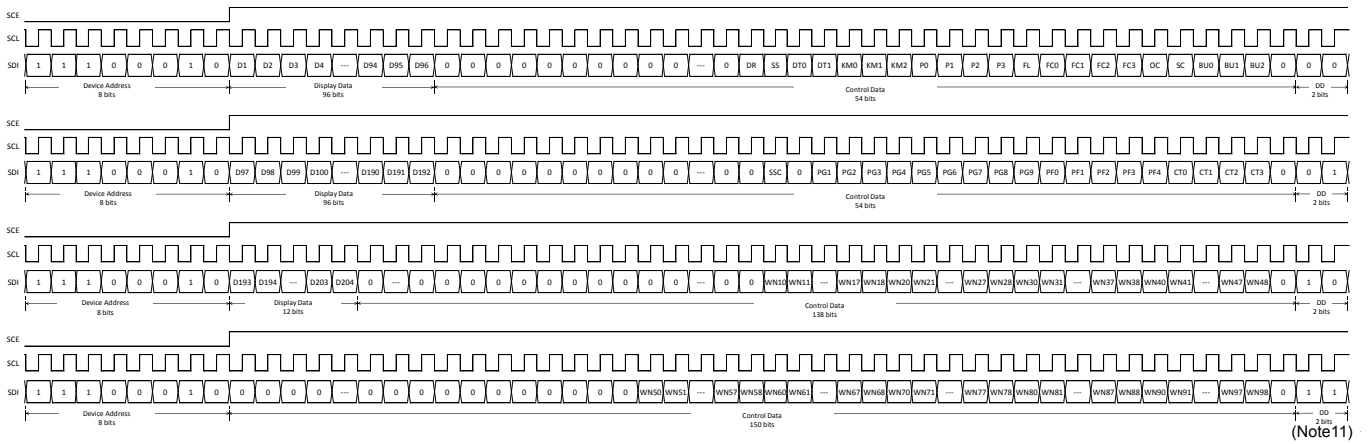 SCE
SCL
SDI 1 1 1 0 0 0 1 0 D1 D2 D3 D4 --- D94 D95 D96 0 0 0 0 0 0 0 0 0 0 --- 0 DR SS DT0 DT1 KM0 KM1 KM2 P0 P1 P2 P3 FL FC0 FC1 FC2 FC3 OC SC BU0 BU1 BU2 0 0 0
Device Address Display Data Control Data DD
8 bits 96 bits 54 bits 2 bits
SCE
SCL
SDI 1 1 1 0 0 0 1 0 D97 D98 D99 D100 --- D190 D191 D192 0 0 0 0 0 0 0 0 0 0 --- 0 0 SSC 0 PG1 PG2 PG3 PG4 PG5 PG6 PG7 PG8 PG9 PF0 PF1 PF2 PF3 PF4 CT0 CT1 CT2 CT3 0 0 1
Device Address Display Data Control Data DD
8 bits 96 bits 54 bits 2 bits
SCE
SCL
SDI 1 1 1 0 0 0 1 0 D193 D194 --- D203 D204 0 --- 0 0 0 0 0 0 0 0 0 0 0 --- 0 0 WN10 WN11 --- WN17 WN18 WN20 WN21 --- WN27 WN28 WN30 WN31 --- WN37 WN38 WN40 WN41 --- WN47 WN48 0 1 0
Device Address Display Data Control Data DD
8 bits 12 bits 138 bits 2 bits
SCE
SCL
SDI 1 1 1 0 0 0 1 0 0 0 0 0 --- 0 0 0 0 0 0 0 0 0 0 0 WN50 WN51 --- WN57 WN58 WN60 WN61 --- WN67 WN68 WN70 WN71 --- WN77 WN78 WN80 WN81 --- WN87 WN88 WN90 WN91 --- WN97 WN98 0 1 1
Device Address Control Data DD
8 bits 150 bits 2 bits
(Note11)